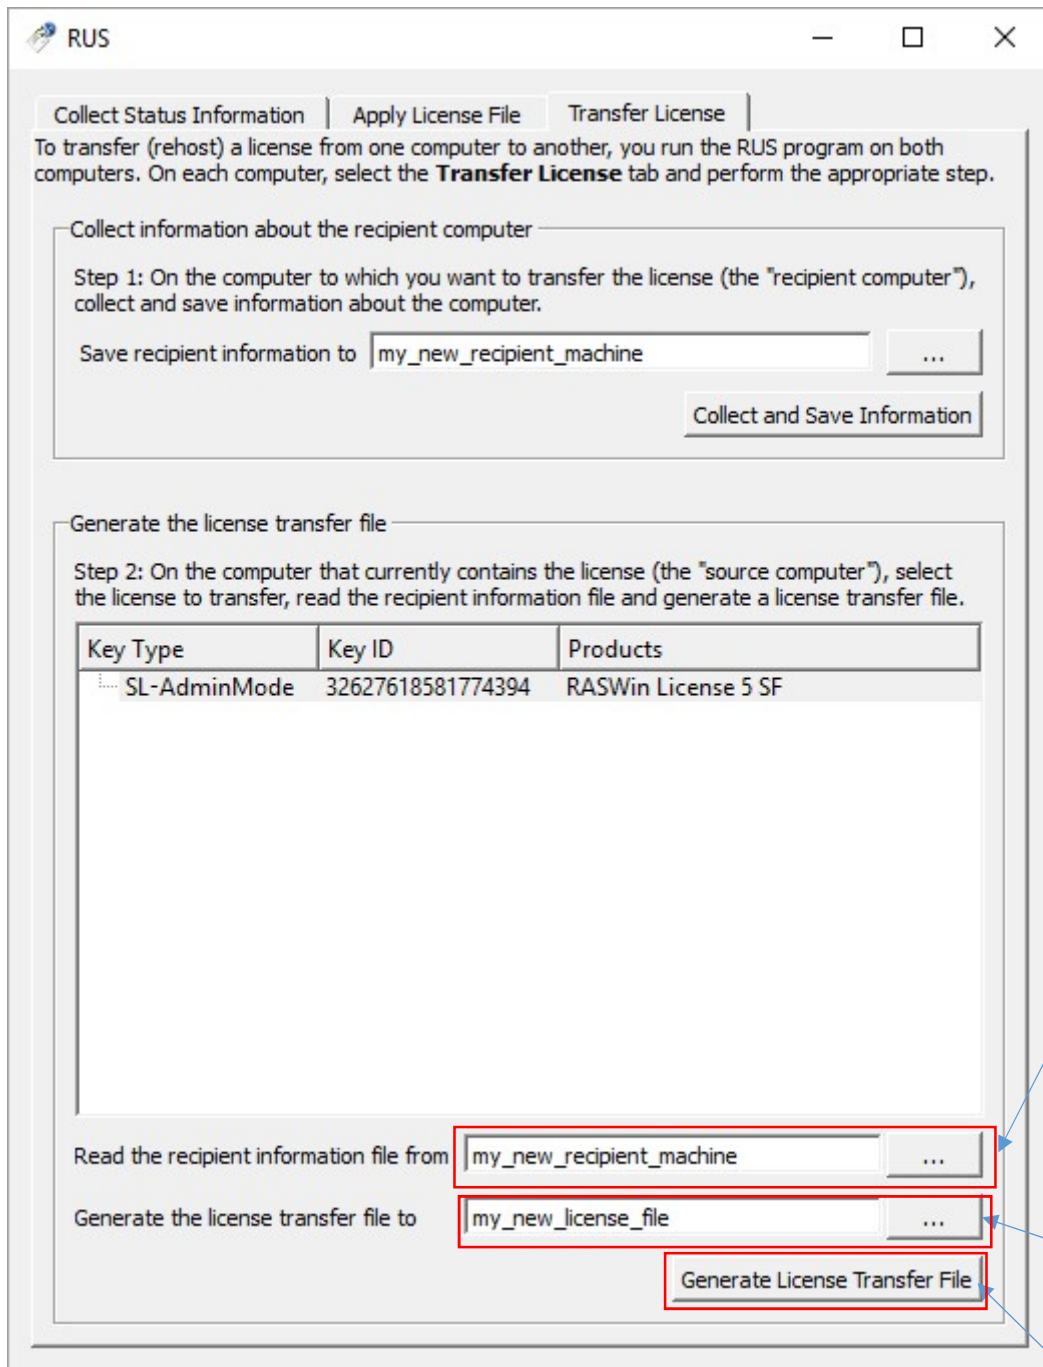 RUS
Collect Status Information
Apply License File
Transfer License
To transfer (rehost) a license from one computer to another, you run the RUS program on both
computers. On each computer, select the Transfer License tab and perform the appropriate step.
Collect information about the recipient computer
Step 1: On the computer to which you want to transfer the license (the "recipient computer"),
collect and save information about the computer.
Save recipient information to my_new_recipient_machine ...
Collect and Save Information
Generate the license transfer file
Step 2: On the computer that currently contains the license (the "source computer"), select
the license to transfer, read the recipient information file and generate a license transfer file.
Key Type Key ID Products
SL-AdminMode 32627618581774394 RASWin License 5 SF
Read the recipient information file from my_new_recipient_machine ...
Generate the license transfer file to my_new_license_file ...
Generate License Transfer File